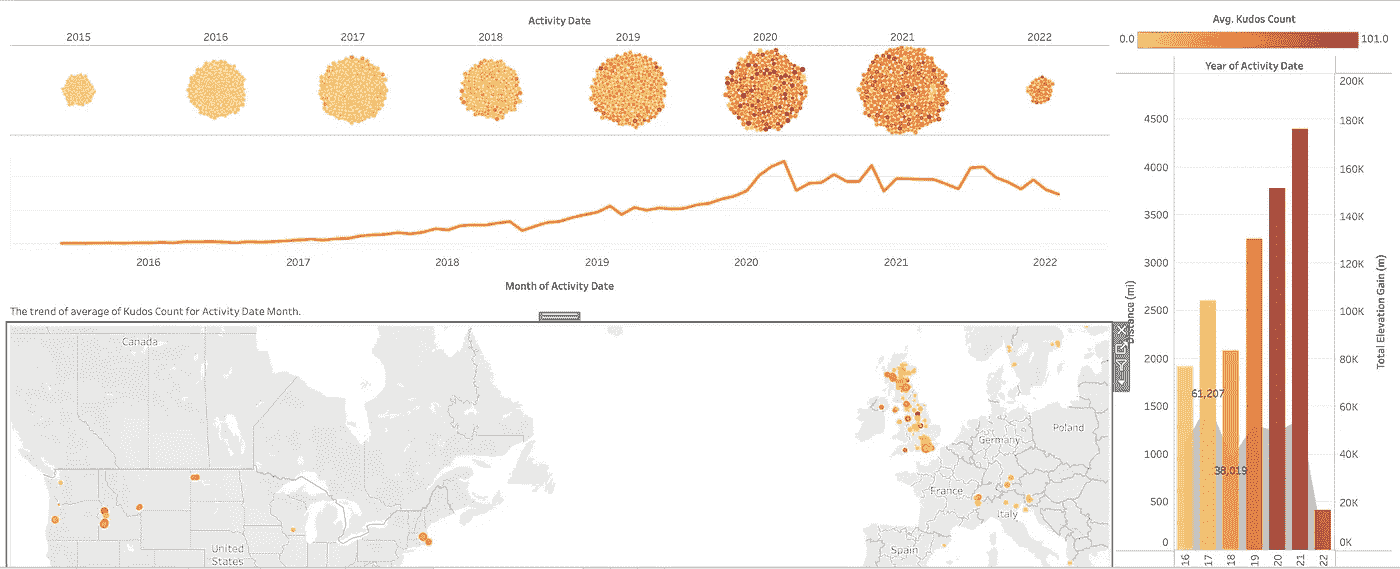 Activity Date
2015 2016 2017 2018 2019 2020 2021 2022
2016 2017 2018 2019 2020 2021 2022
Month of Activity Date
The trend of average of Kudos Count for Activity Date Month.
Canada
United
States
Poland
Germany
France
Italy
Spain
Avg. Kudos Count
0.0 101.0
Year of Activity Date
Distance (mi)
4500
4000
3500
3000
2500
2000
1500
1000
500
0
61,207
38,019
200K
180K
160K
140K
120K
100K
80K
60K
40K
20K
0K
Total Elevation Gain (m)
16 17 18 19 20 21 22